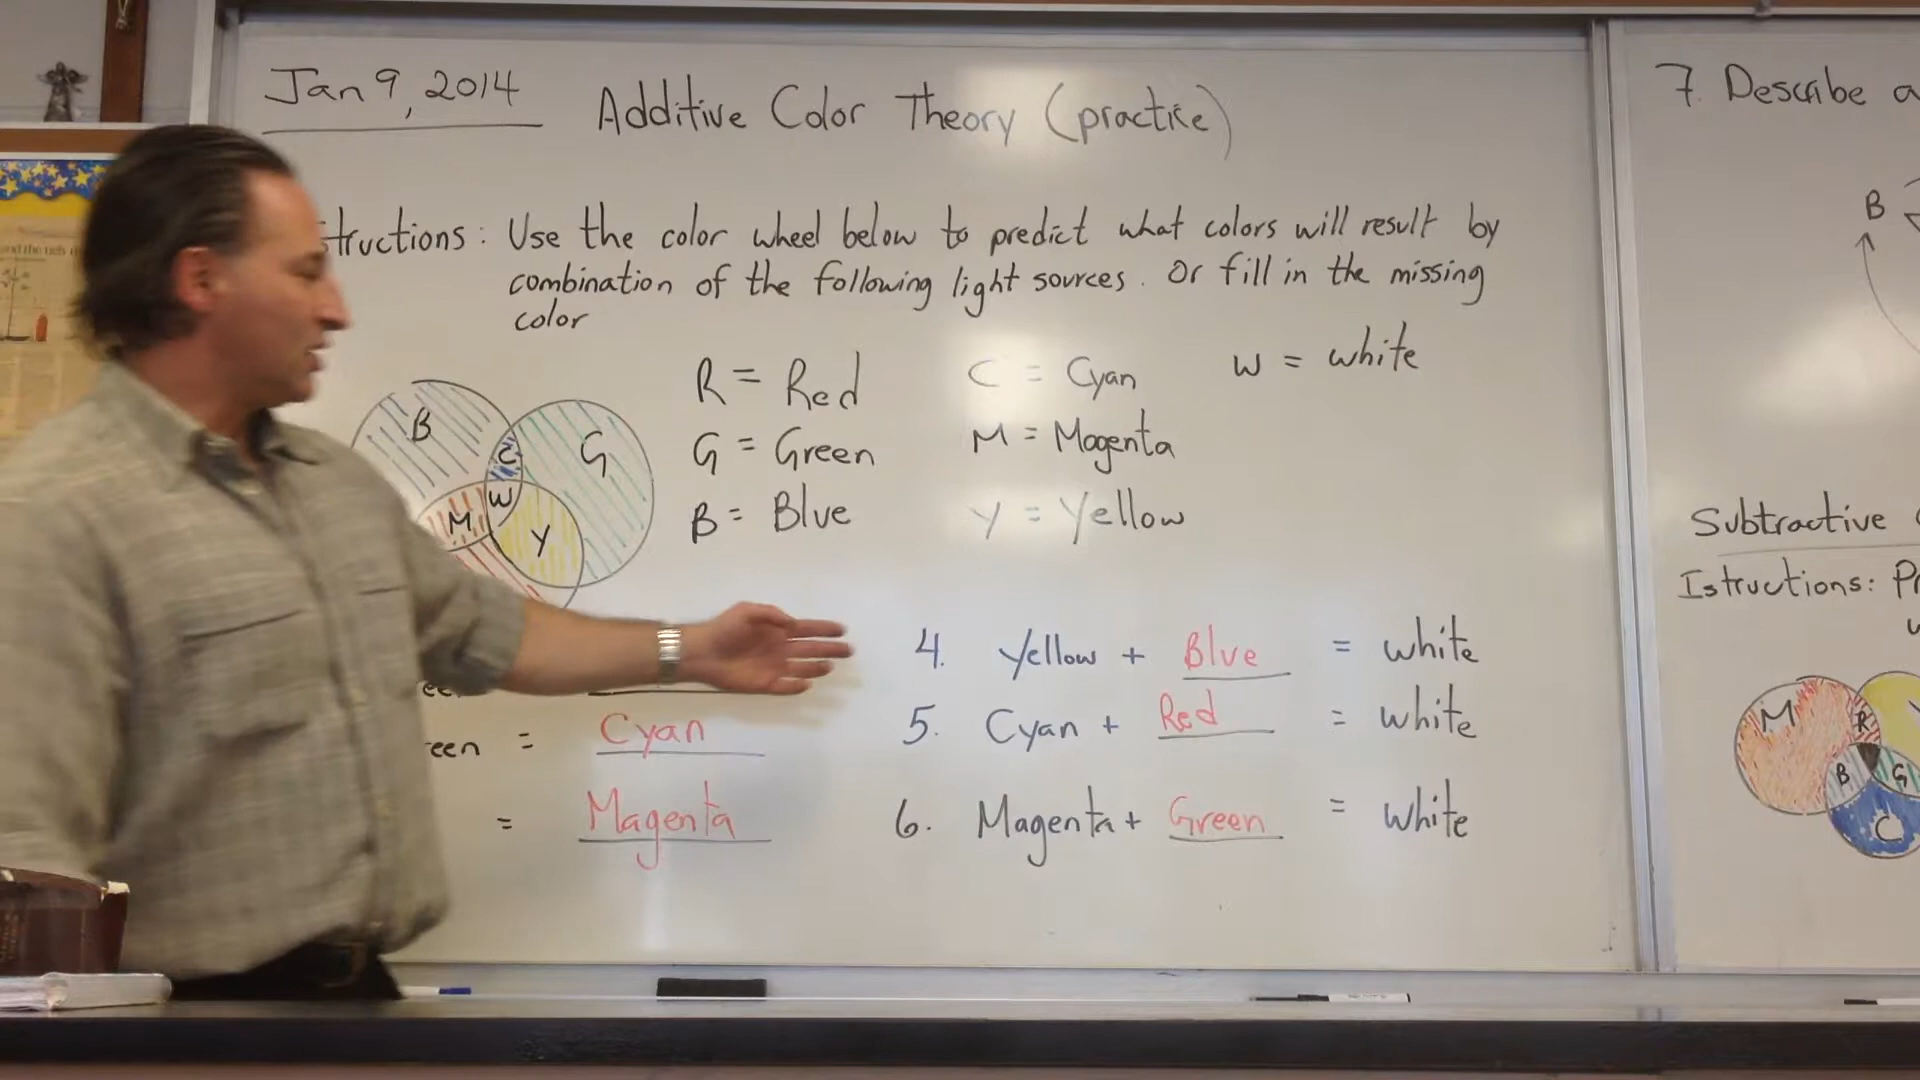 Jan 9, 2014
Additive Color Theory (practice)
structions: Use the color wheel below to predict what colors will result by
combination of the following light sources. Or fill in the missing
color
R = Red
G = Green
B = Blue
C = Cyan
M = Magenta
Y = Yellow
W = white
B
G
C
W
M
Y
een = Cyan
= Magenta
4. Yellow + Blue = white
5. Cyan + Red = white
6. Magenta + Green = white
7. Describe a
B
Subtractive
Istructions: Pr
M
R
B
G
C